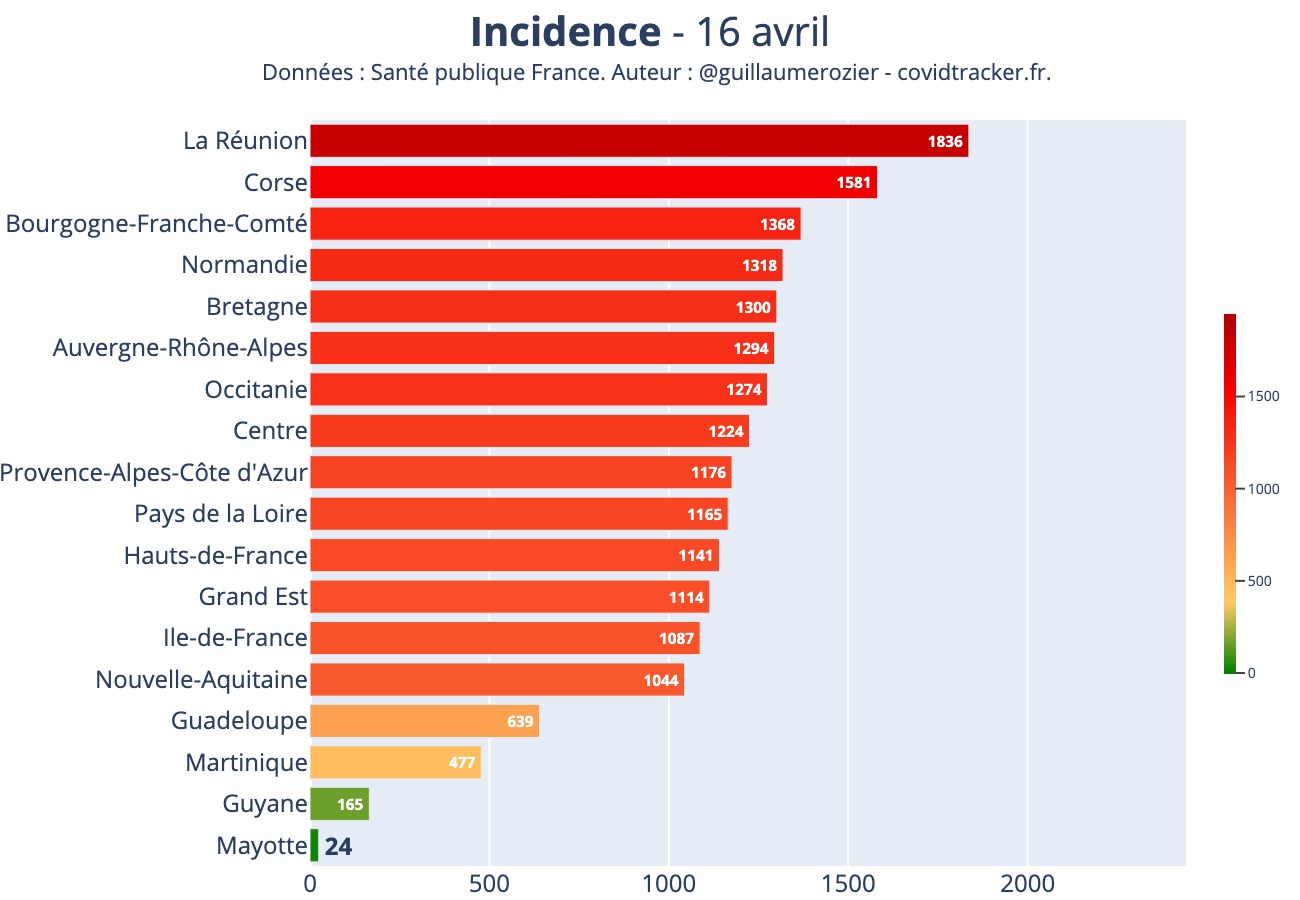 Incidence - 16 avril
Données : Santé publique France. Auteur : @guillaumerozier - covidtracker.fr.
La Réunion 1836
Corse 1581
Bourgogne-Franche-Comté 1368
Normandie 1318
Bretagne 1300
Auvergne-Rhône-Alpes 1294
Occitanie 1274
Centre 1224
Provence-Alpes-Côte d'Azur 1176
Pays de la Loire 1165
Hauts-de-France 1141
Grand Est 1114
Ile-de-France 1087
Nouvelle-Aquitaine 1044
Guadeloupe 639
Martinique 477
Guyane 165
Mayotte 24
0 500 1000 1500 2000
1500
1000
500
0